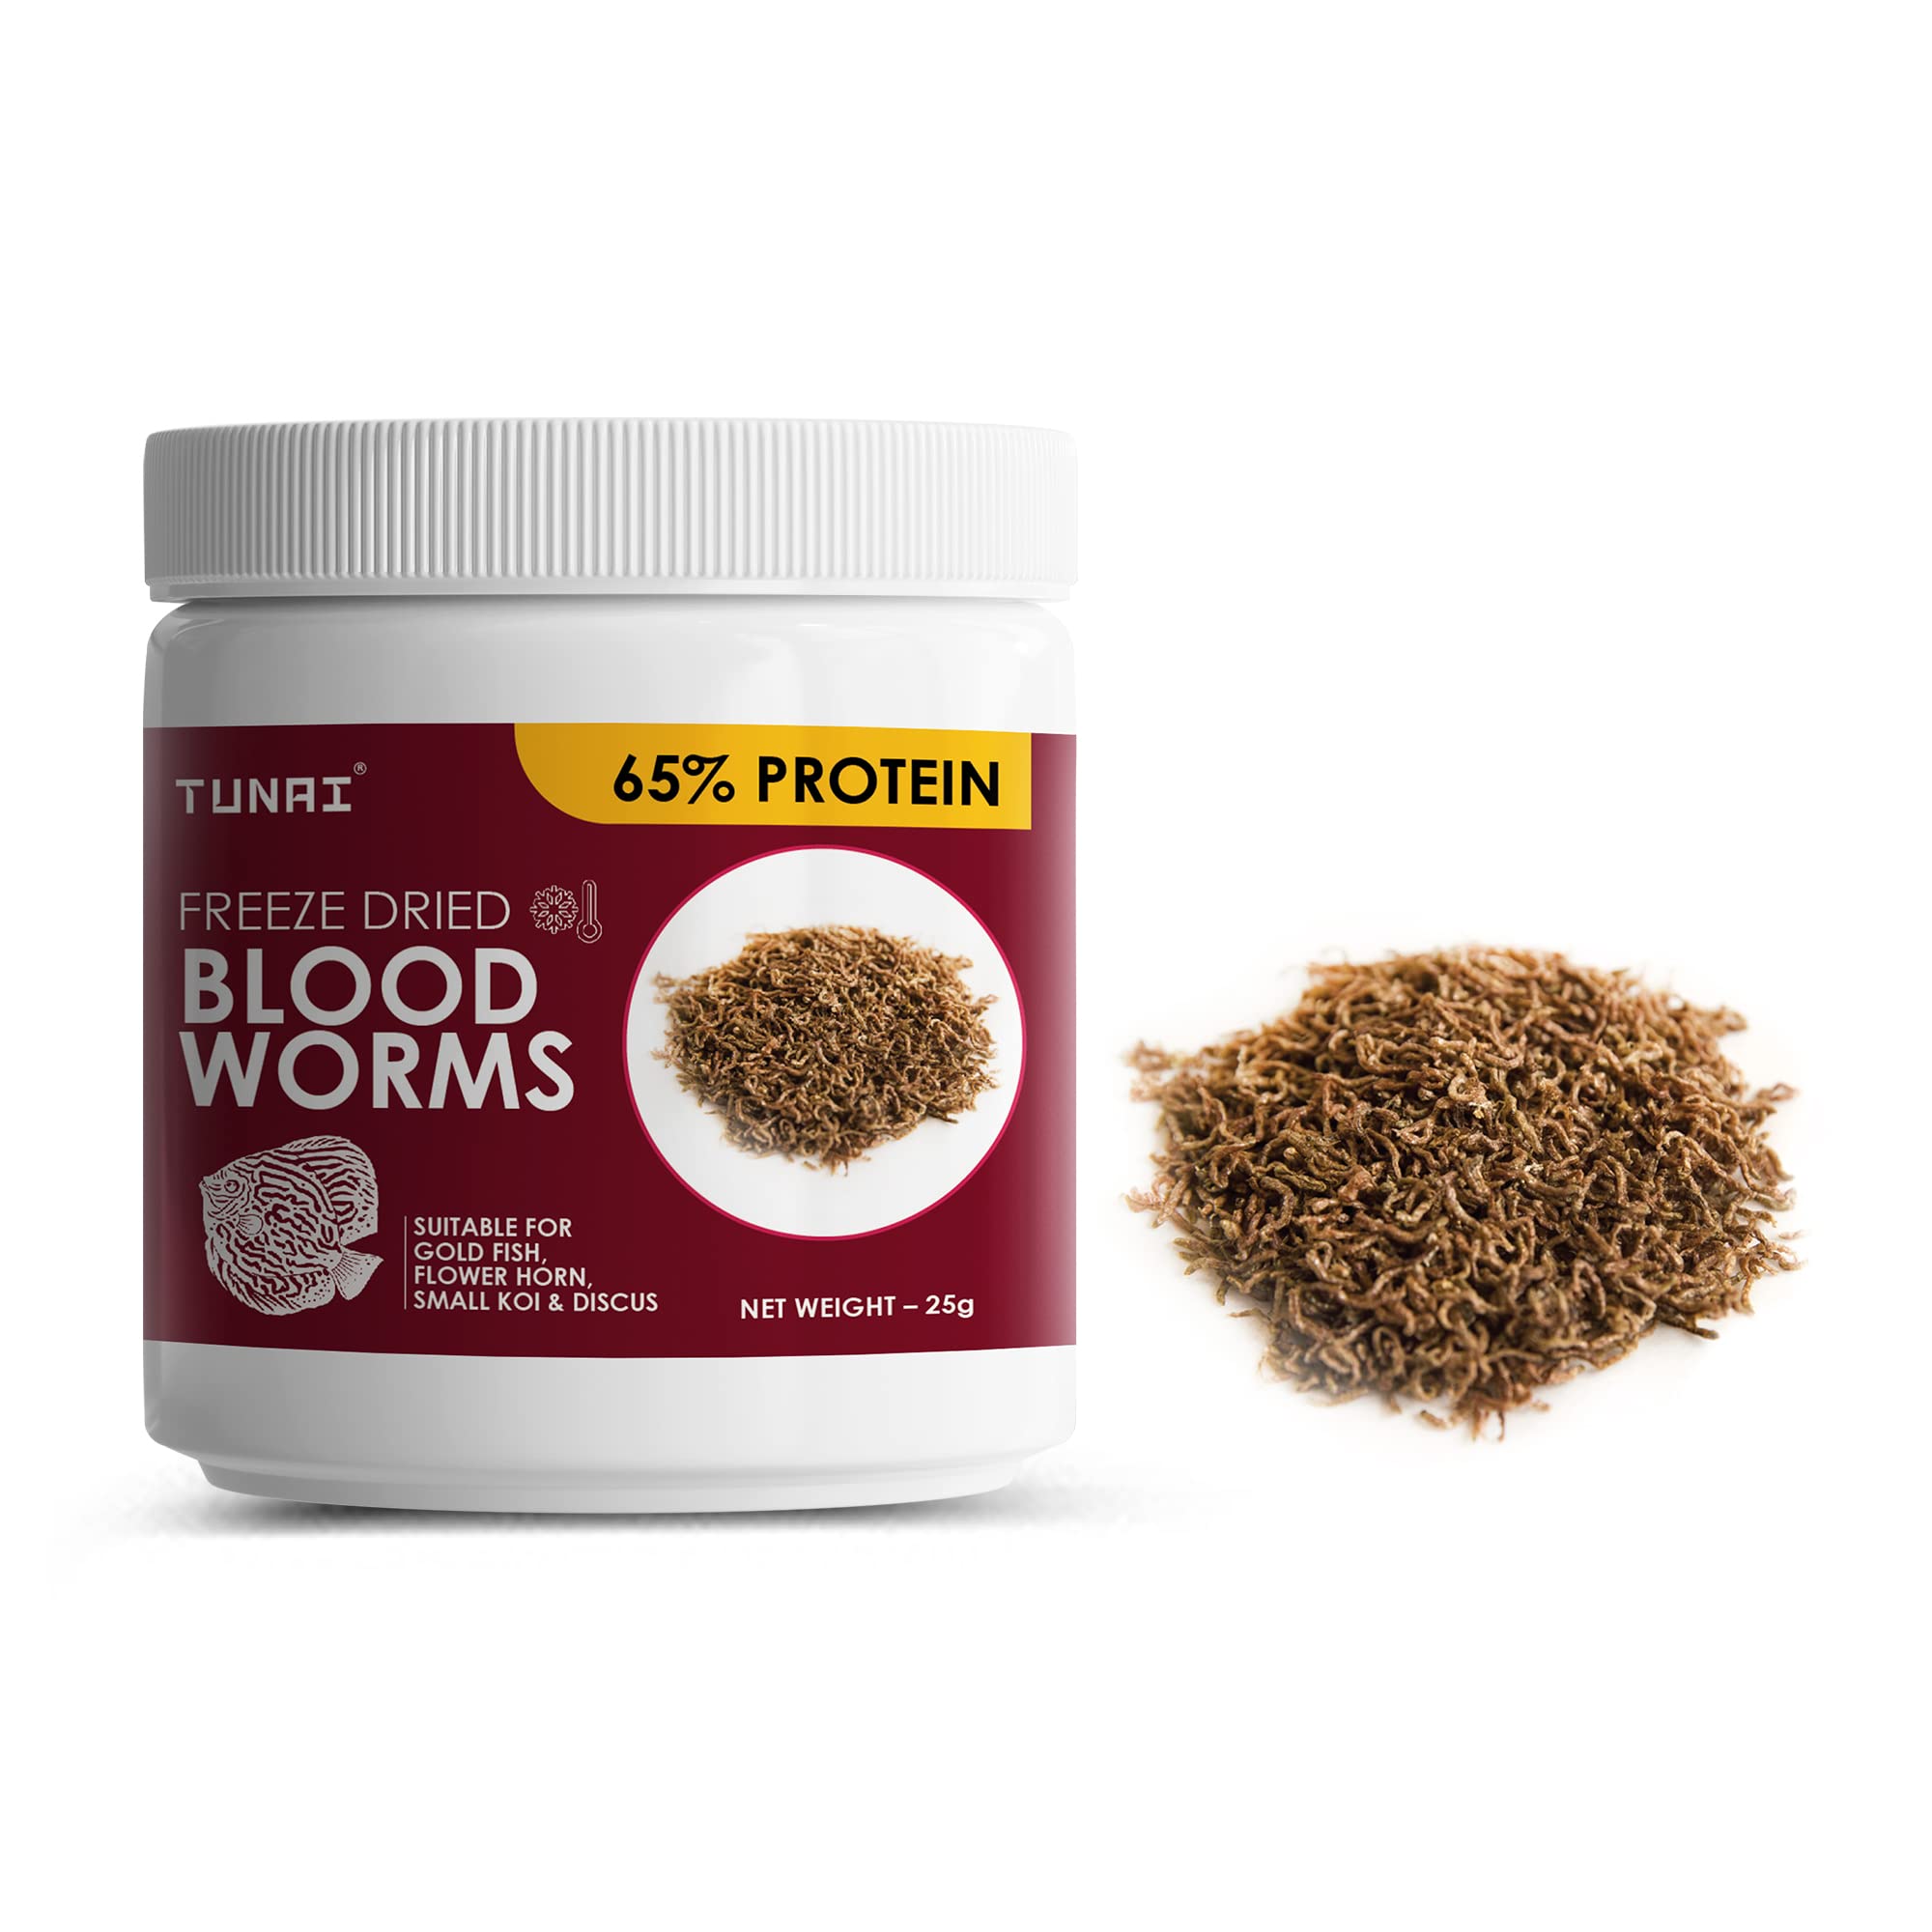 TUNAI®
65% PROTEIN
FREEZE DRIED
BLOOD
WORMS
SUITABLE FOR
GOLD FISH,
FLOWER HORN,
SMALL KOI & DISCUS
NET WEIGHT – 25g